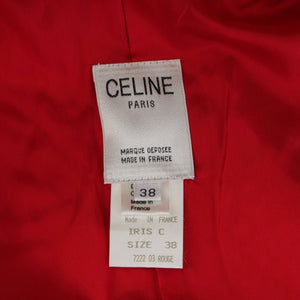 CELINE
PARIS
MARQUE DÉPOSÉE
MADE IN FRANCE
38
Made in
France
Made IN FRANCE
IRIS C
SIZE 38
7222 03 ROUGE